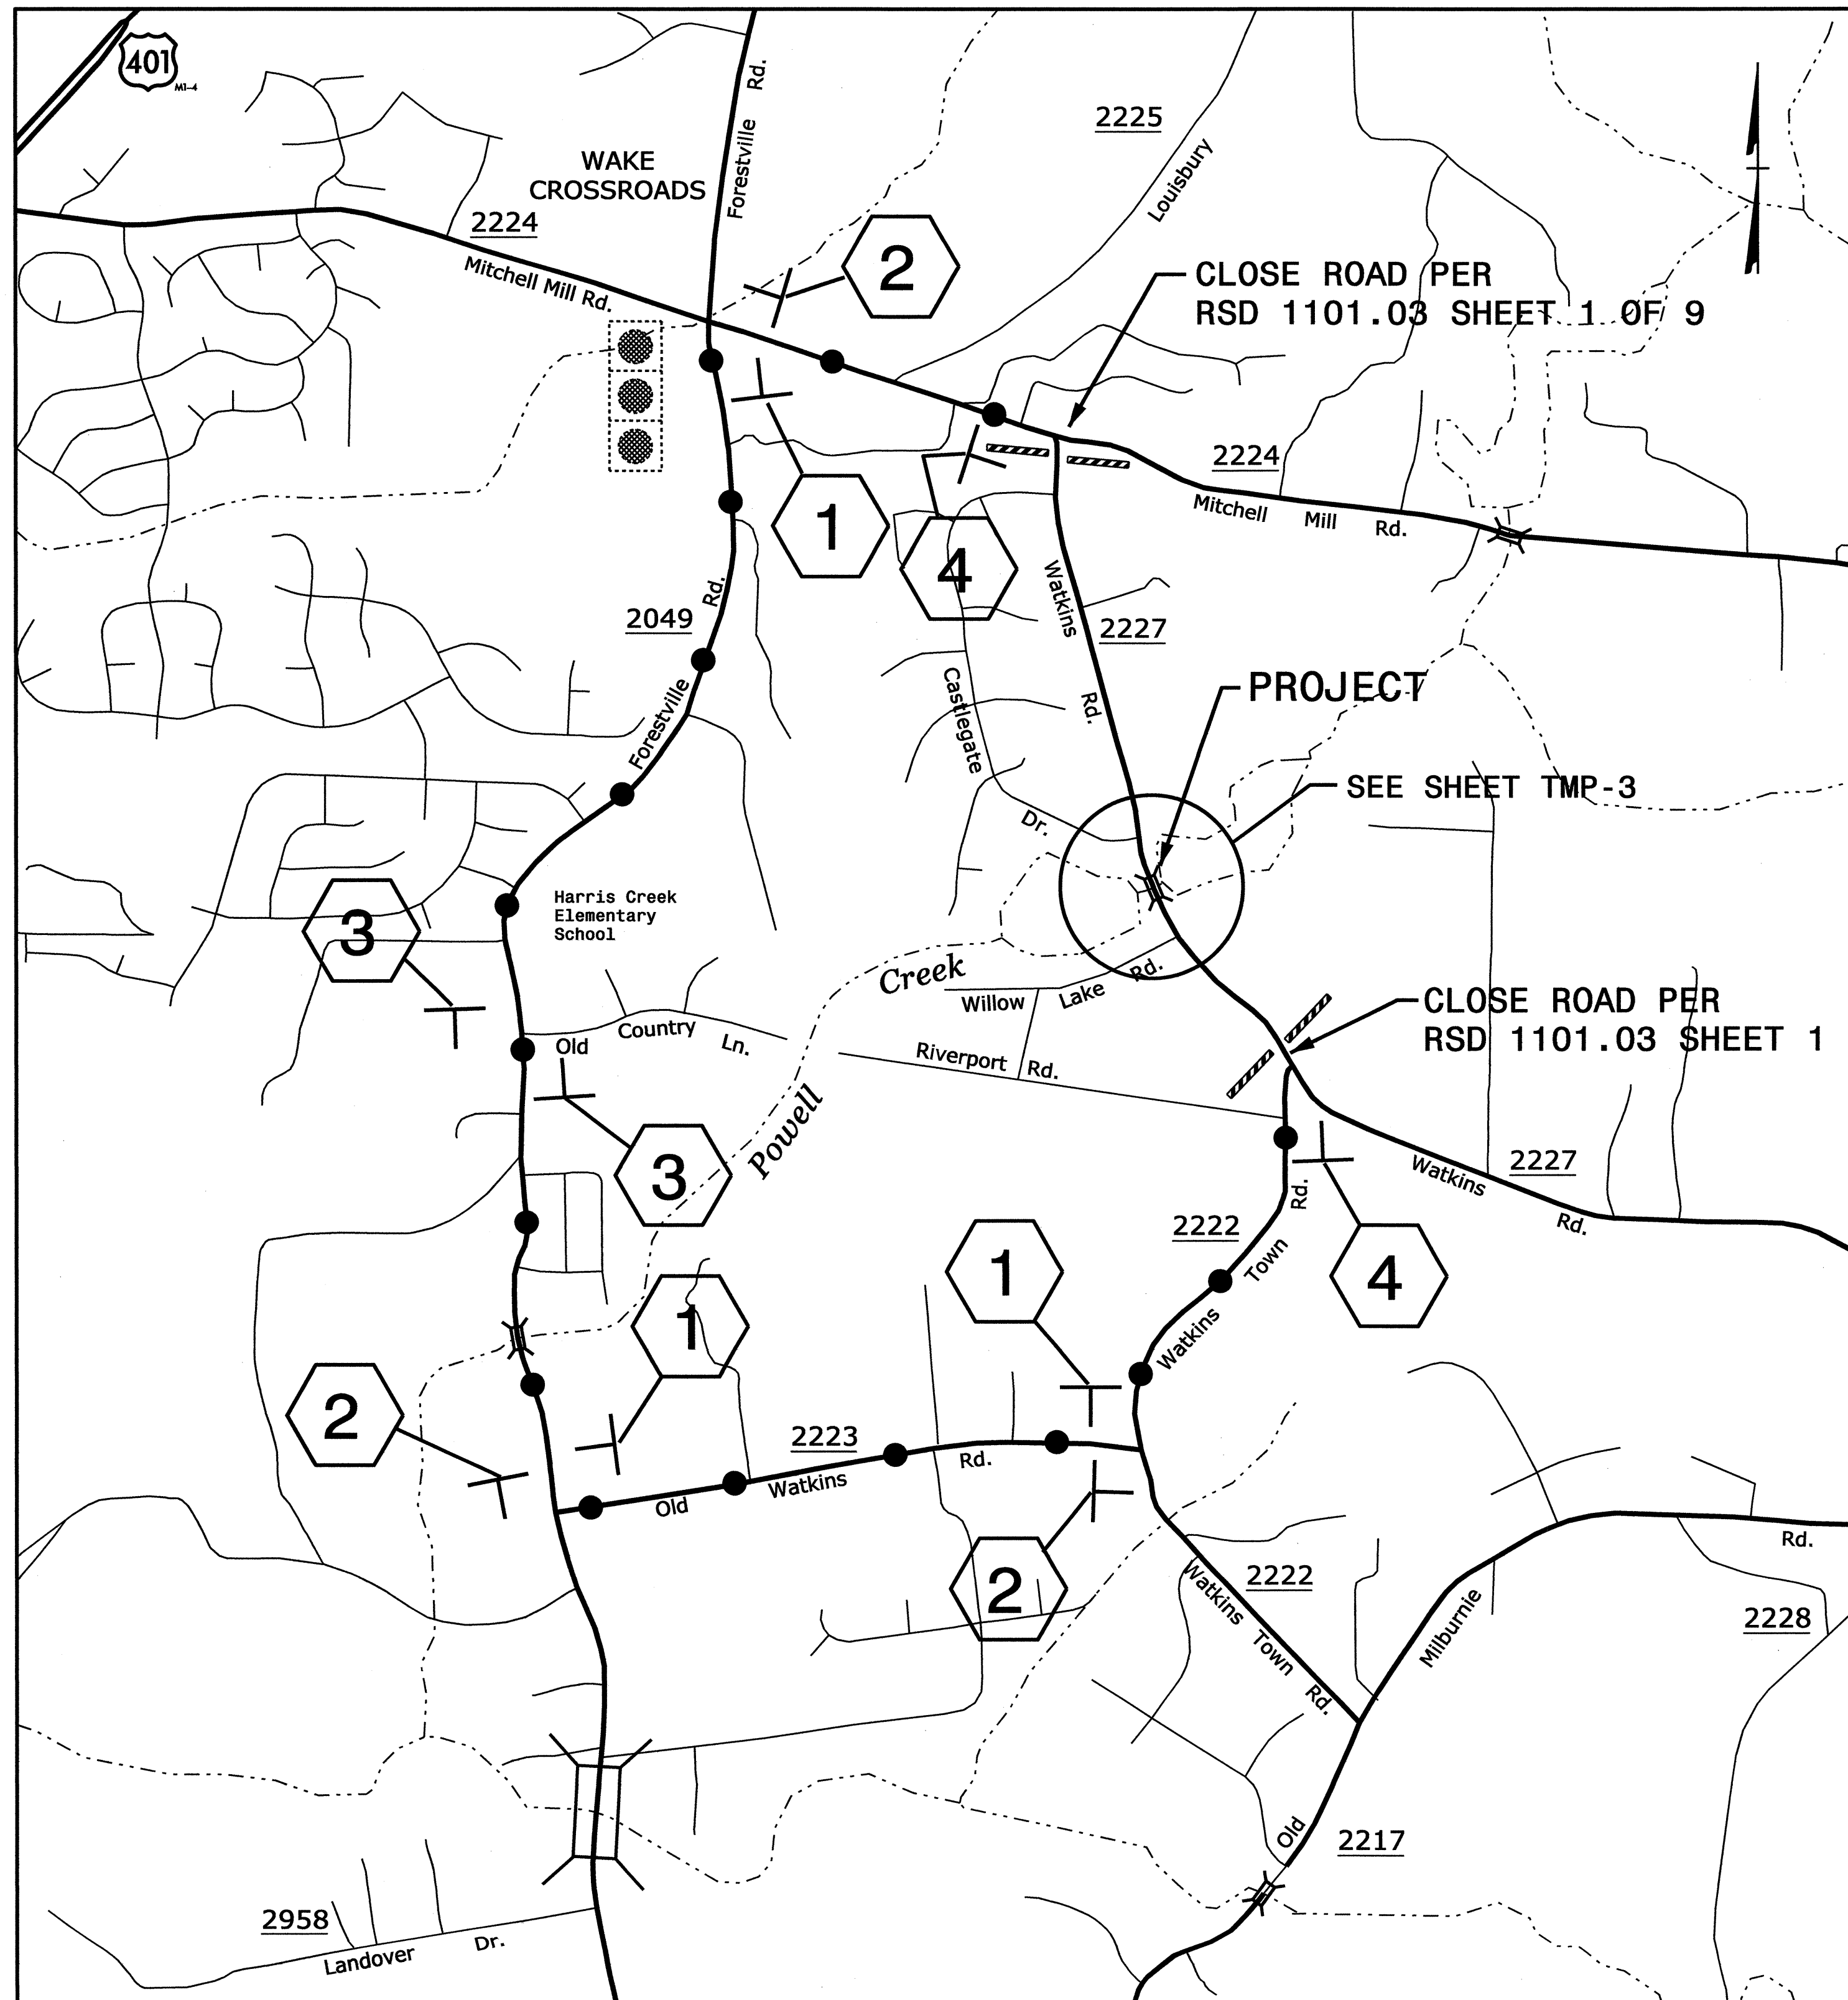 401
M1-4
Forestville Rd.
2225
Louisbury
WAKE
CROSSROADS
2224
Mitchell Mill Rd.
2
CLOSE ROAD PER
RSD 1101.03 SHEET 1 OF 9
1
4
2224
Mitchell Mill Rd.
2049
Forestville Rd.
Watkins Rd.
2227
Castlegate Dr.
PROJECT
SEE SHEET TMP-3
Harris Creek
Elementary
School
3
Powell Creek
Willow Lake Rd.
CLOSE ROAD PER
RSD 1101.03 SHEET 1
Old Country Ln.
Riverport Rd.
3
2227
Watkins Rd.
2222
Watkins Town Rd.
1
4
1
2
2223
Old Watkins Rd.
2
2222
Watkins Town Rd.
Old Milburnie Rd.
2228
2217
2958
Landover Dr.